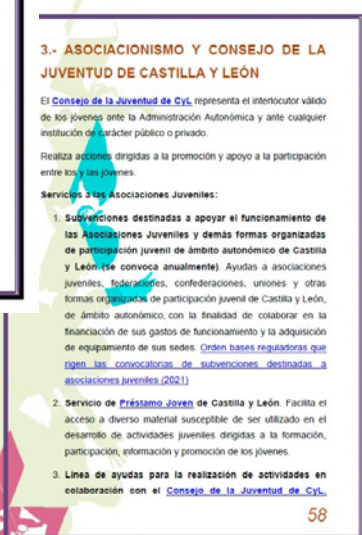 3.- ASOCIACIONISMO Y CONSEJO DE LA
JUVENTUD DE CASTILLA Y LEÓN
El Consejo de la Juventud de CyL representa el interlocutor válido
de los jóvenes ante la Administración Autonómica y ante cualquier
institución de carácter público o privado.
Realiza acciones dirigidas a la promoción y apoyo a la participación
entre los y las jóvenes.
Servicios a las Asociaciones Juveniles:
1. Subvenciones destinadas a apoyar el funcionamiento de
las Asociaciones Juveniles y demás formas organizadas
de participación juvenil de ámbito autonómico de Castilla
y León (se convoca anualmente). Ayudas a asociaciones
juveniles, federaciones, confederaciones, uniones y otras
formas organizadas de participación juvenil de Castilla y León,
de ámbito autonómico, con la finalidad de colaborar en la
financiación de sus gastos de funcionamiento y la adquisición
de equipamiento de sus sedes. Orden bases reguladoras que
rigen las convocatorias de subvenciones destinadas a
asociaciones juveniles (2021)
2. Servicio de Préstamo Joven de Castilla y León. Facilita el
acceso a diverso material susceptible de ser utilizado en el
desarrollo de actividades juveniles dirigidas a la formación,
participación, información y promoción de los jóvenes.
3. Línea de ayudas para la realización de actividades en
colaboración con el Consejo de la Juventud de CyL.
58